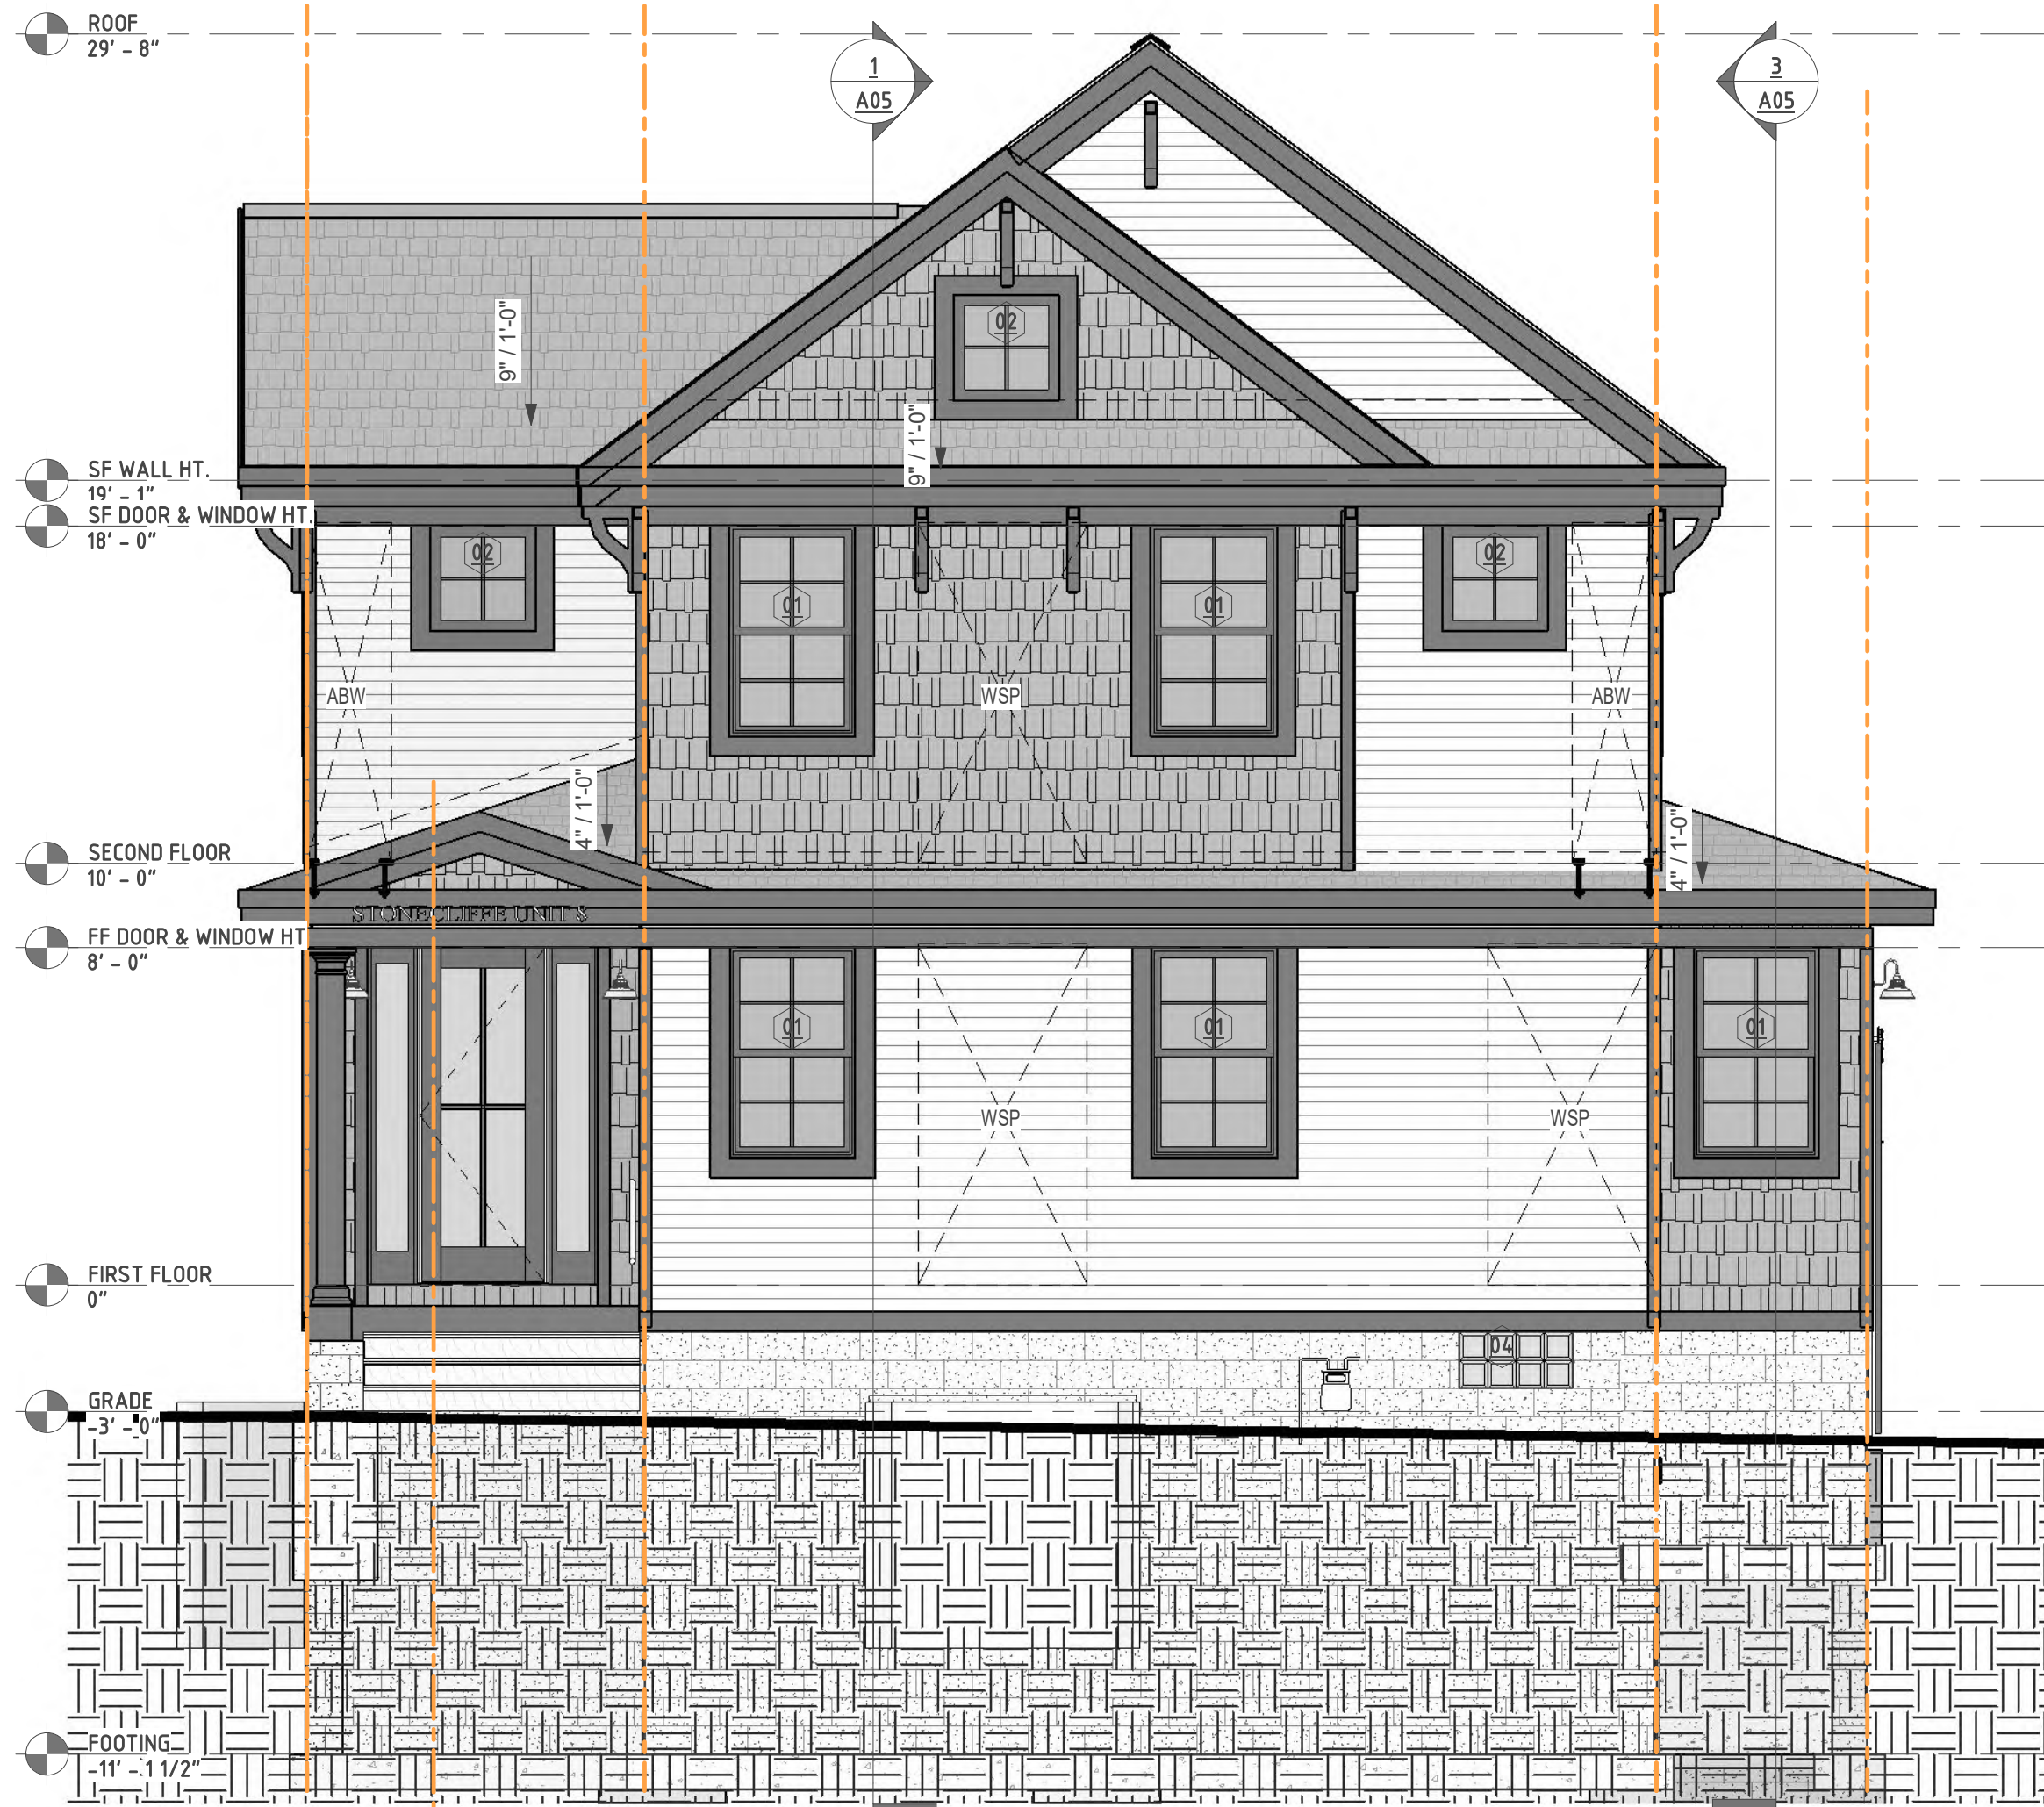 ROOF
29' - 8"
1
A05
3
A05
02
9" / 1'-0"
9" / 1'-0"
SF WALL HT.
19' - 1"
SF DOOR & WINDOW HT.
18' - 0"
02
02
01
01
ABW
WSP
ABW
4" / 1'-0"
4" / 1'-0"
SECOND FLOOR
10' - 0"
STONECLIFFE UNIT 8
FF DOOR & WINDOW HT
8' - 0"
01
01
01
WSP
WSP
FIRST FLOOR
0"
04
GRADE
-3' - 0"
FOOTING
-11' - 1 1/2"